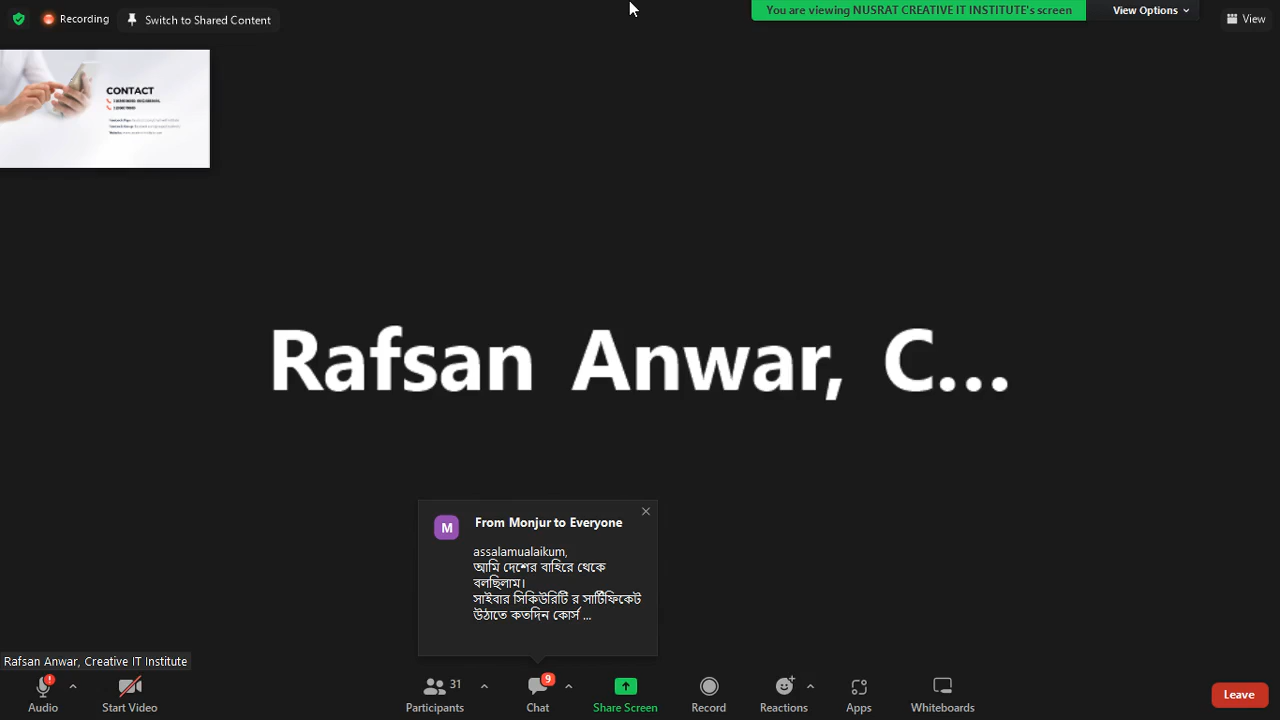 Recording
Switch to Shared Content
You are viewing NUSRAT CREATIVE IT INSTITUTE's screen
View Options
View
CONTACT
Rafsan Anwar, C...
M
From Monjur to Everyone
assalamualaikum,
আমি দেশের বাহিরে থেকে
বলছিলাম।
সাইবার সিকিউরিটি র সার্টিফিকেট
উঠাতে কতদিন কোর্স ...
Rafsan Anwar, Creative IT Institute
Audio
Start Video
31
Participants
9
Chat
Share Screen
Record
Reactions
Apps
Whiteboards
Leave